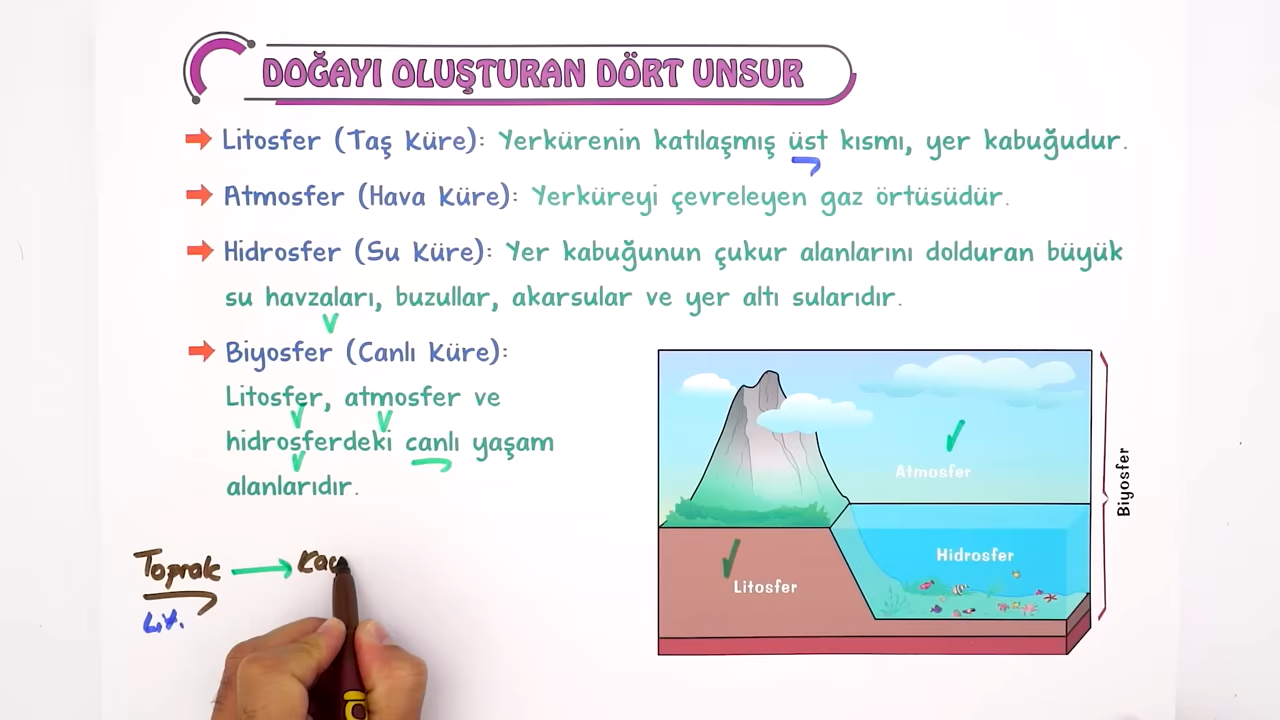 DOĞAYI OLUŞTURAN DÖRT UNSUR
Litosfer (Taş Küre): Yerkürenin katılaşmış üst kısmı, yer kabuğudur.
Atmosfer (Hava Küre): Yerküreyi çevreleyen gaz örtüsüdür.
Hidrosfer (Su Küre): Yer kabuğunun çukur alanlarını dolduran büyük
su havzaları, buzullar, akarsular ve yer altı sularıdır.
Biyosfer (Canlı Küre):
Litosfer, atmosfer ve
hidrosferdeki canlı yaşam
alanlarıdır.
Atmosfer
Hidrosfer
Litosfer
Biyosfer
Toprak
Lit.